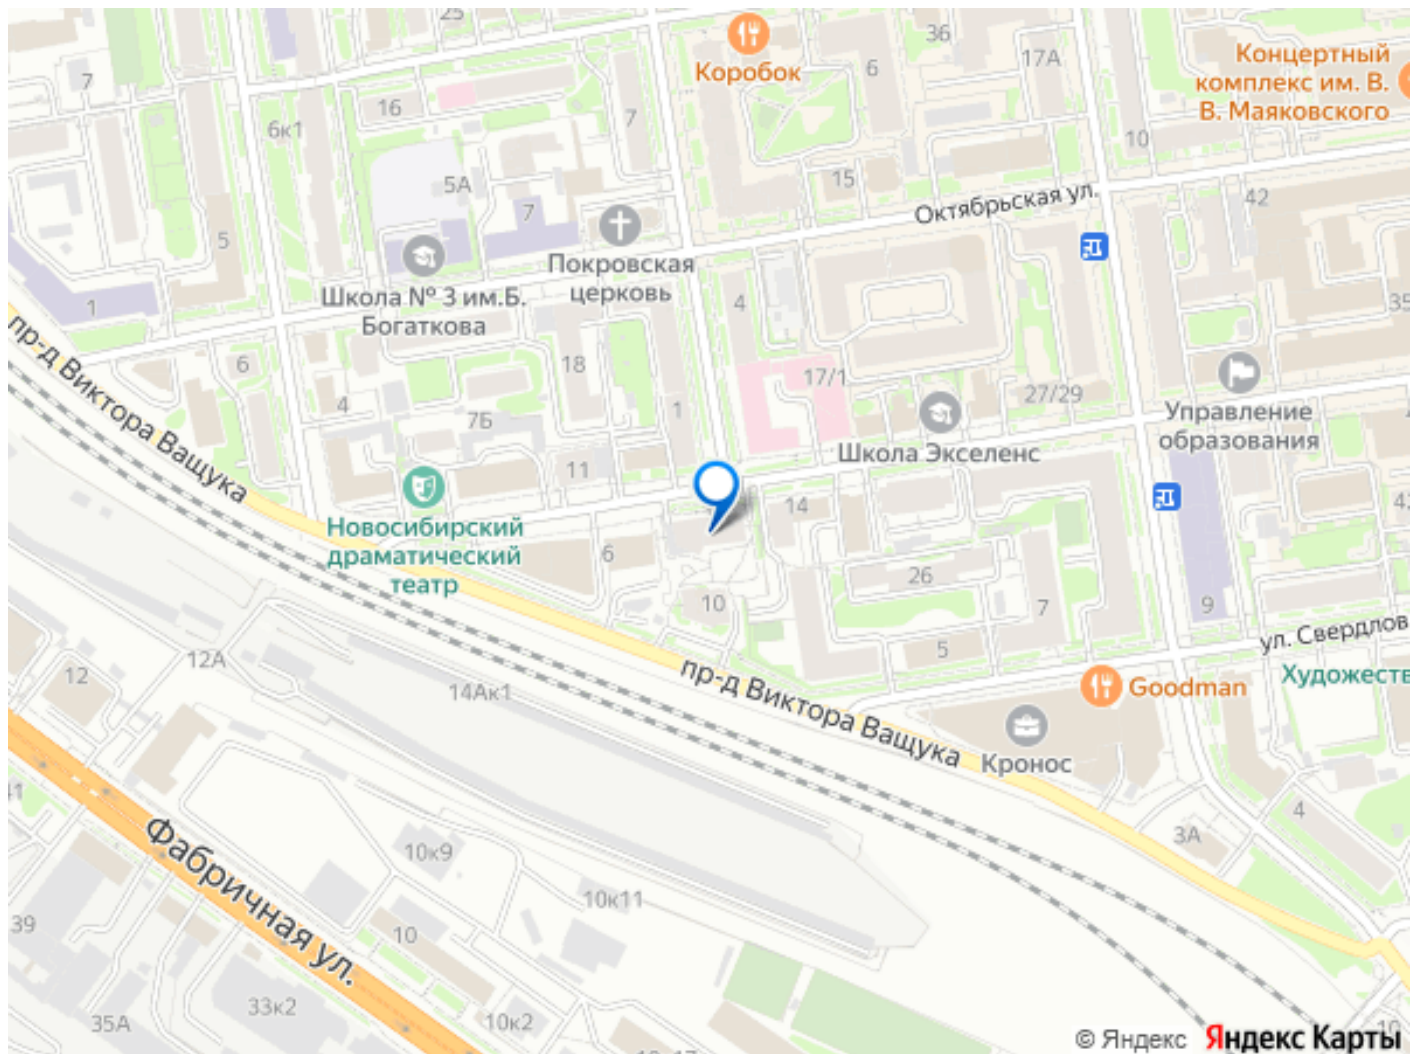 25
36
17А
Концертный
комплекс им. В.
В. Маяковского
Коробок
6
7
16
7
6к1
10
5А
15
42
Октябрьская ул.
7
5
Покровская
церковь
Школа № 3 им.Б.
Богаткова
1
4
35
пр-д Виктора Ващука
6
18
17/1
27/29
4
1
7Б
Управление
образования
Школа Экселенс
11
14
Новосибирский
драматический
театр
6
26
10
7
9
5
ул. Свердлов
12А
12
14Ак1
пр-д Виктора Ващука
Goodman
Художеств
Кронос
41
4
3А
Фабричная ул.
10к9
10к11
39
10
33к2
35А
10к2
10
© Яндекс Яндекс Карты